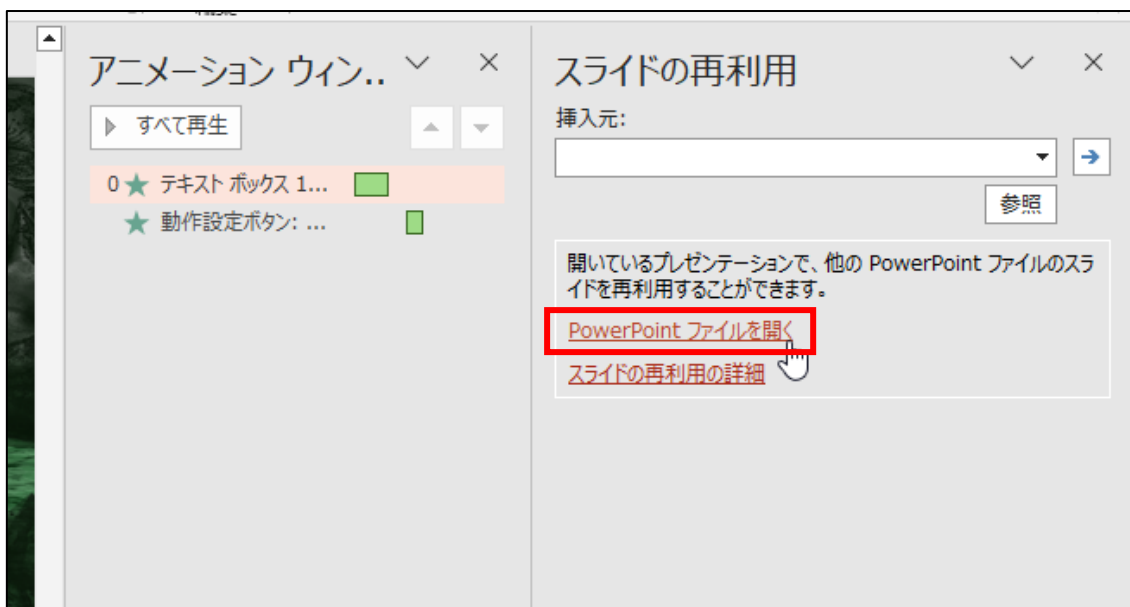 アニメーション ウィン..
すべて再生
0 テキスト ボックス 1...
動作設定ボタン: ...
スライドの再利用
挿入元:
参照
開いているプレゼンテーションで、他の PowerPoint ファイルのスラ
イドを再利用することができます。
PowerPoint ファイルを開く
スライドの再利用の詳細